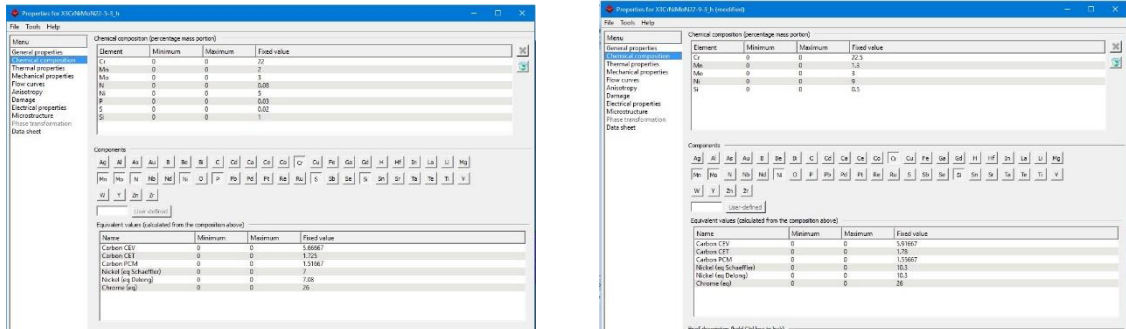 Properties for X3CrNiMoN22-5-3_h
File Tools Help
Menu
General properties
Chemical composition
Thermal properties
Mechanical properties
Flow curves
Anisotropy
Damage
Electrical properties
Microstructure
Phase transformation
Data sheet
Chemical composition (percentage mass portion)
Element Minimum Maximum Fixed value
Cr 0 0 22
Mn 0 0 2
Mo 0 0 3
N 0 0 0.08
Ni 0 0 5
P 0 0 0.03
S 0 0 0.02
Si 0 0 1
Components
Ag Al As Au B Be Bi C Cd Ca Ce Co Cr Cu Fe Ga Gd H Hf In La Li Mg
Mn Mo N Nb Nd Ni O P Pb Pd Pt Re Ru S Sb Se Si Sn Sr Ta Te Ti V
W Y Zn Zr
User-defined
Equivalent values (calculated from the composition above)
Name Minimum Maximum Fixed value
Carbon CEV 0 0 5.66667
Carbon CET 0 0 1.725
Carbon PCM 0 0 1.51667
Nickel (eq Schaeffler) 0 0 7
Nickel (eq Delong) 0 0 7.08
Chrome (eq) 0 0 26
Properties for X3CrNiMnN22-9-3_h (modified)
File Tools Help
Menu
General properties
Chemical composition
Thermal properties
Mechanical properties
Flow curves
Anisotropy
Damage
Electrical properties
Microstructure
Phase transformation
Data sheet
Chemical composition (percentage mass portion)
Element Minimum Maximum Fixed value
Cr 0 0 22.5
Mn 0 0 1.3
Mo 0 0 3
Ni 0 0 9
Si 0 0 0.5
Components
Ag Al As Au B Be Bi C Cd Ca Ce Co Cr Cu Fe Ga Gd H Hf In La Li Mg
Mn Mo N Nb Nd Ni O P Pb Pd Pt Re Ru S Sb Se Si Sn Sr Ta Te Ti V
W Y Zn Zr
User-defined
Equivalent values (calculated from the composition above)
Name Minimum Maximum Fixed value
Carbon CEV 0 0 5.91667
Carbon CET 0 0 1.78
Carbon PCM 0 0 1.55667
Nickel (eq Schaeffler) 0 0 10.3
Nickel (eq Delong) 0 0 10.3
Chrome (eq) 0 0 26